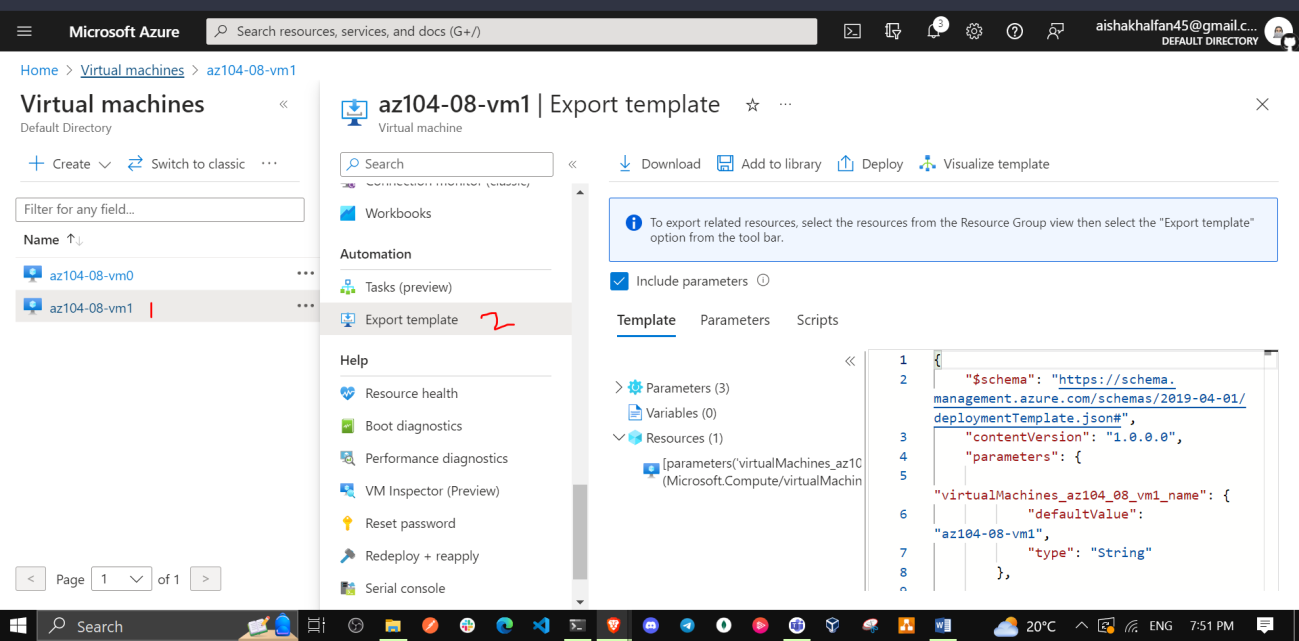 Microsoft Azure
Search resources, services, and docs (G+/)
3
aishakhalfan45@gmail.c...
DEFAULT DIRECTORY
Home > Virtual machines > az104-08-vm1
Virtual machines
Default Directory
Create
Switch to classic
Filter for any field...
Name
az104-08-vm0
az104-08-vm1
1
Page 1 of 1
az104-08-vm1 | Export template
Virtual machine
Search
Connection monitor (classic)
Workbooks
Automation
Tasks (preview)
Export template
2
Help
Resource health
Boot diagnostics
Performance diagnostics
VM Inspector (Preview)
Reset password
Redeploy + reapply
Serial console
Download
Add to library
Deploy
Visualize template
To export related resources, select the resources from the Resource Group view then select the "Export template"
option from the tool bar.
Include parameters
Template Parameters Scripts
Parameters (3)
Variables (0)
Resources (1)
[parameters('virtualMachines_az10
(Microsoft.Compute/virtualMachin
1 {
2 "$schema": "https://schema.
management.azure.com/schemas/2019-04-01/
deploymentTemplate.json#",
3 "contentVersion": "1.0.0.0",
4 "parameters": {
5
"virtualMachines_az104_08_vm1_name": {
6 "defaultValue":
"az104-08-vm1",
7 "type": "String"
8 },
Search
20°C
ENG
7:51 PM